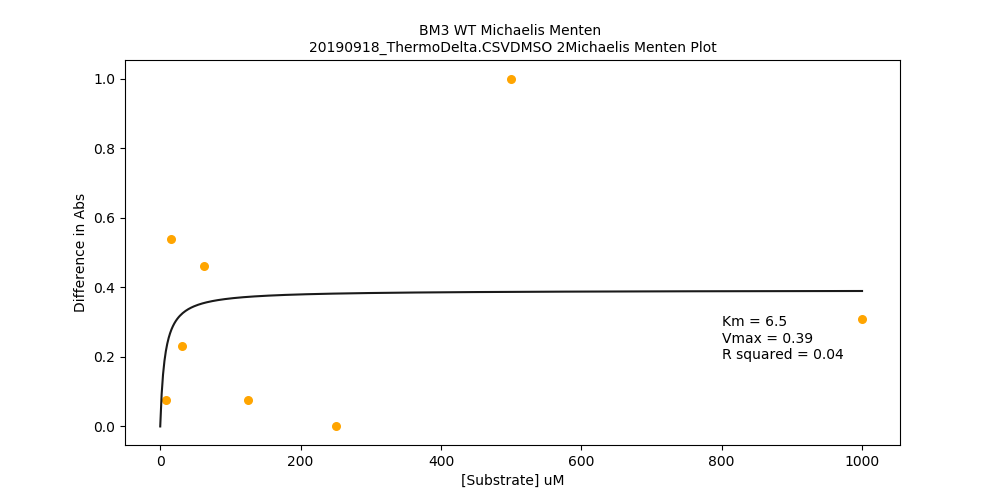 BM3 WT Michaelis Menten
20190918_ThermoDelta.CSVDMSO 2Michaelis Menten Plot
1.0
0.8
0.6
0.4
0.2
0.0
Difference in Abs
Km = 6.5
Vmax = 0.39
R squared = 0.04
0 200 400 600 800 1000
[Substrate] uM